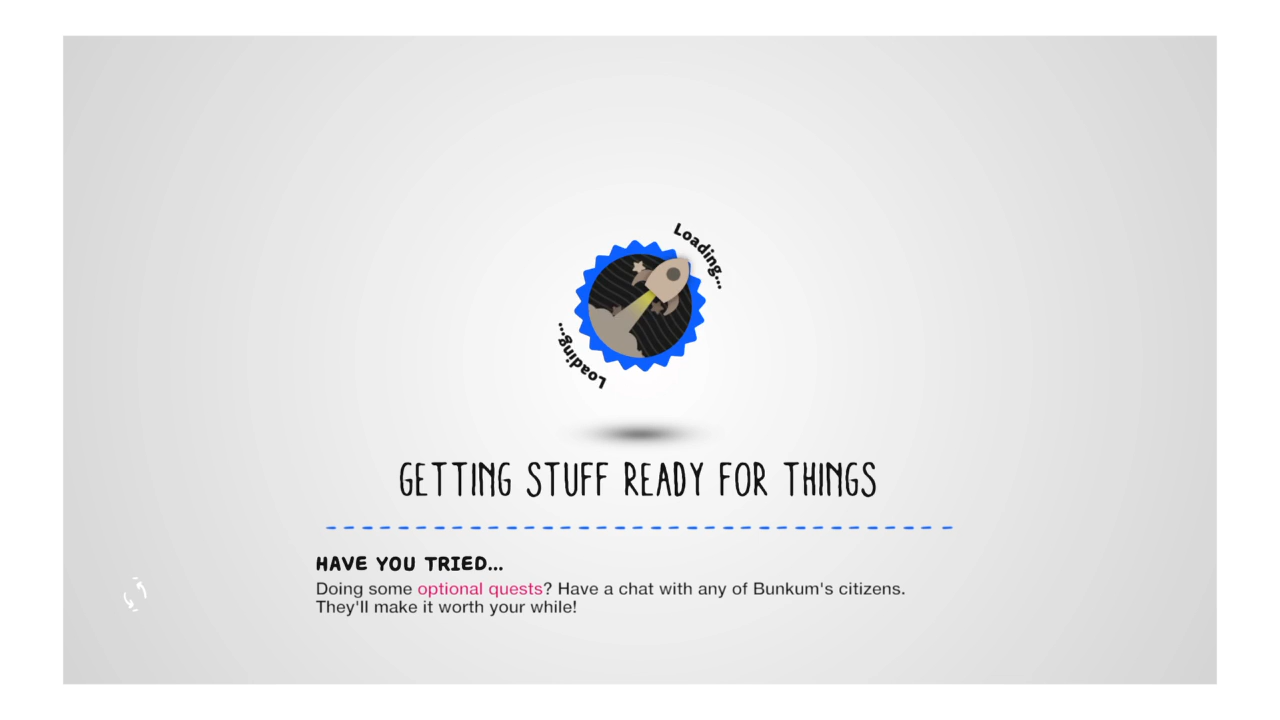 Loading...
Loading...
GETTING STUFF READY FOR THINGS
HAVE YOU TRIED...
Doing some optional quests? Have a chat with any of Bunkum's citizens.
They'll make it worth your while!